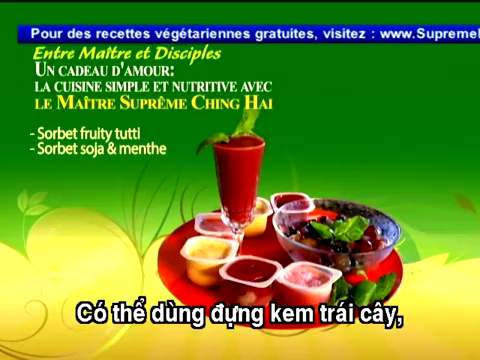 Pour des recettes végétariennes gratuites, visitez : www.Supreme
Entre Maître et Disciples
UN CADEAU D'AMOUR:
LA CUISINE SIMPLE ET NUTRITIVE AVEC
LE MAÎTRE SUPRÊME CHING HAI
- Sorbet fruity tutti
- Sorbet soja & menthe
Có thể dùng đựng kem trái cây,